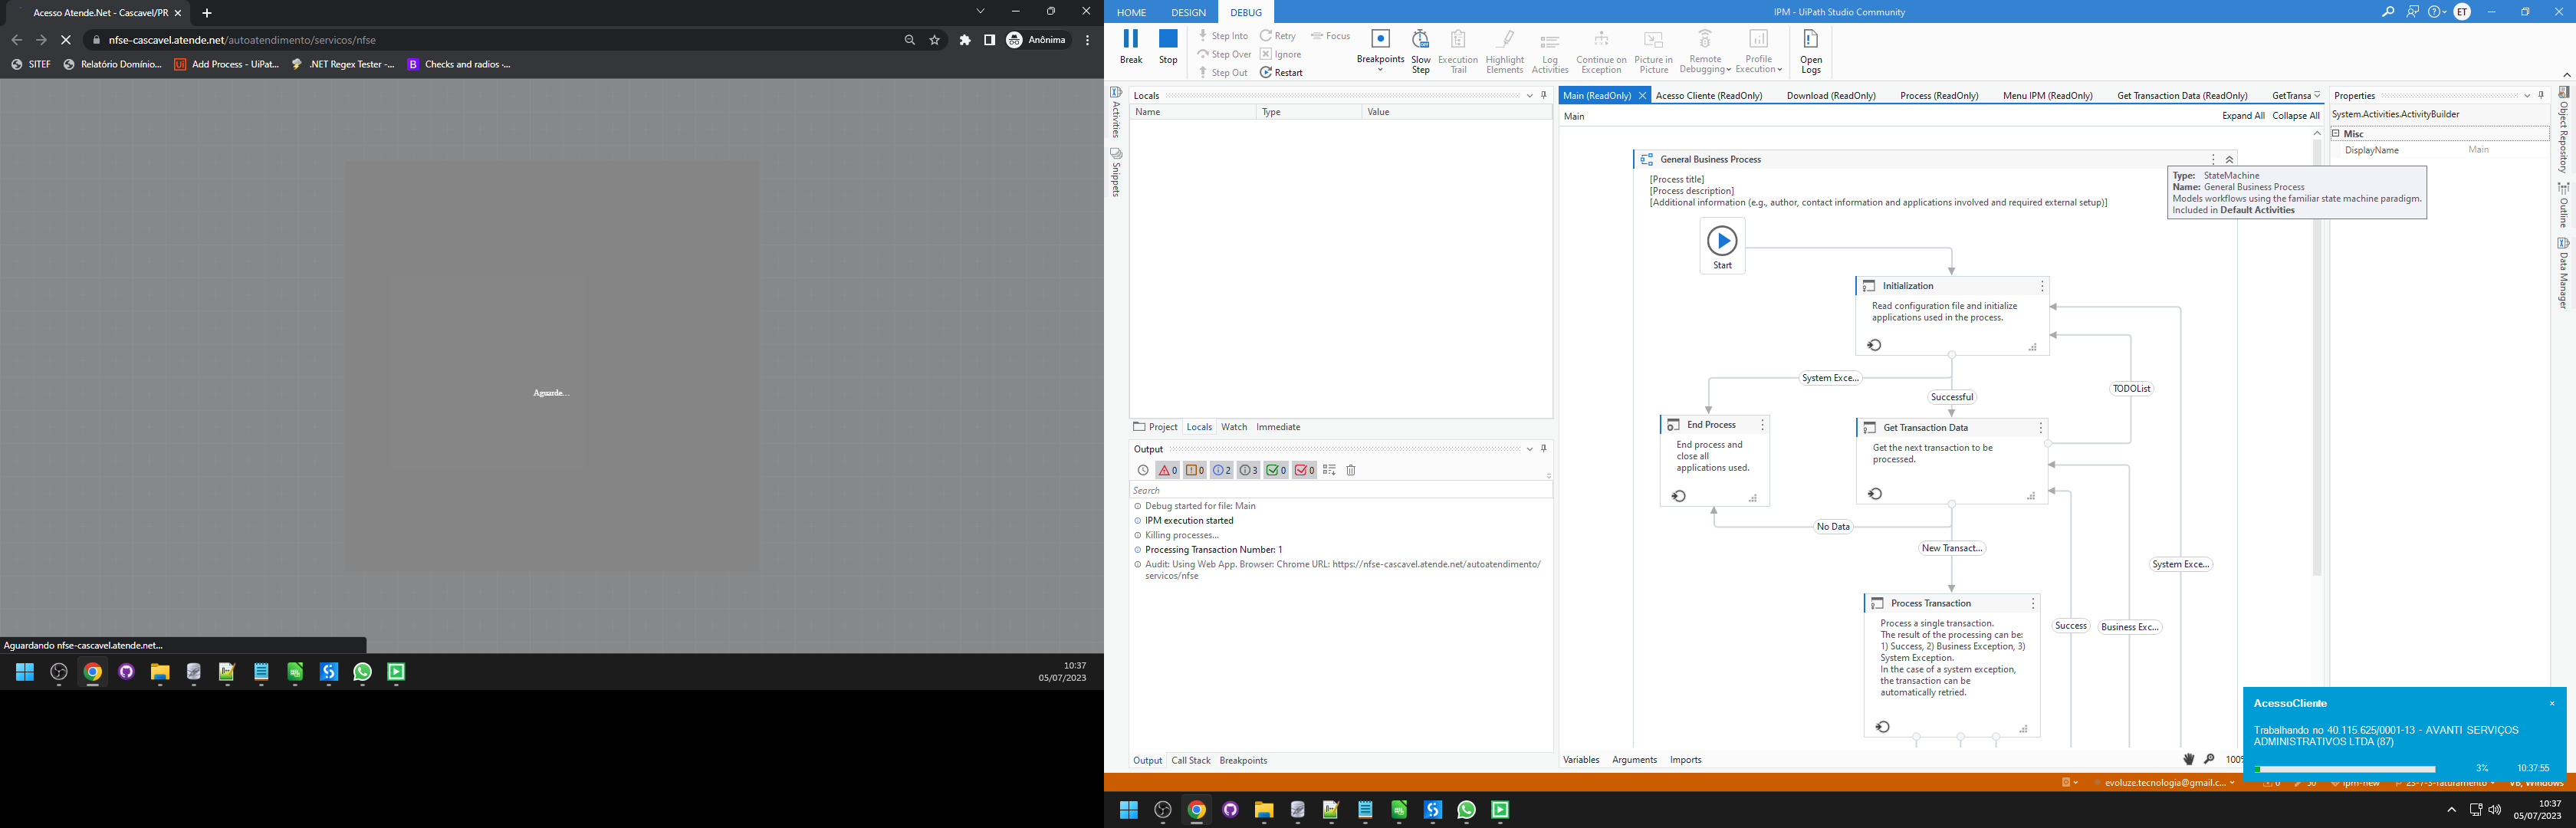 Acesso Atende.Net - Cascavel/PR
nfse-cascavel.atende.net/autoatendimento/servicos/nfse
Anônima
SITEF
Relatório Domínio...
Add Process - UiPat...
.NET Regex Tester -...
Checks and radios ·...
Aguarde...
Aguardando nfse-cascavel.atende.net...
10:37
05/07/2023
HOME DESIGN DEBUG
IPM - UiPath Studio Community
ET
Break
Stop
Step Into
Step Over
Step Out
Retry
Ignore
Restart
Focus
Breakpoints
Slow Step
Execution Trail
Highlight Elements
Log Activities
Continue on Exception
Picture in Picture
Remote Debugging
Profile Execution
Open Logs
Activities
Snippets
Locals
Name Type Value
Project Locals Watch Immediate
Output
0 0 2 3 0 0
Search
Debug started for file: Main
IPM execution started
Killing processes...
Processing Transaction Number: 1
Audit: Using Web App. Browser: Chrome URL: https://nfse-cascavel.atende.net/autoatendimento/
servicos/nfse
Output Call Stack Breakpoints
Main (ReadOnly) Acesso Cliente (ReadOnly) Download (ReadOnly) Process (ReadOnly) Menu IPM (ReadOnly) Get Transaction Data (ReadOnly) GetTransa
Main
Expand All Collapse All
General Business Process
[Process title]
[Process description]
[Additional information (e.g., author, contact information and applications involved and required external setup)]
Start
Initialization
Read configuration file and initialize
applications used in the process.
System Exce...
Successful
TODOList
End Process
End process and
close all
applications used.
Get Transaction Data
Get the next transaction to be
processed.
No Data
New Transact...
System Exce...
Process Transaction
Process a single transaction.
The result of the processing can be:
1) Success, 2) Business Exception, 3)
System Exception.
In the case of a system exception,
the transaction can be
automatically retried.
Success
Business Exc...
Variables Arguments Imports
100%
Properties
System.Activities.ActivityBuilder
Misc
DisplayName Main
Type: StateMachine
Name: General Business Process
Models workflows using the familiar state machine paradigm.
Included in Default Activities
Object Repository
Outline
Data Manager
AcessoCliente
Trabalhando no 40.115.625/0001-13 - AVANTI SERVIÇOS
ADMINISTRATIVOS LTDA (87)
3% 10:37:55
evoluze.tecnologia@gmail.c...
ipm-new
VB, Windows
10:37
05/07/2023